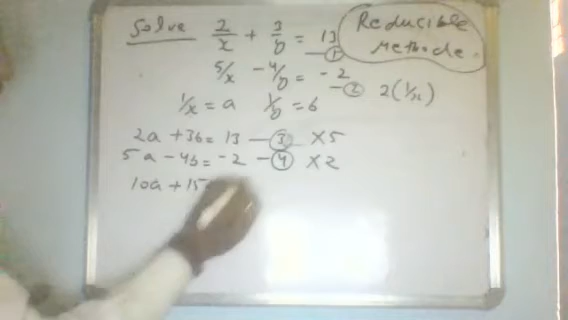 Solve 2/x + 3/y = 13 - ①
Reducible Methode.
5/x - 4/y = -2 - ②
2(1/x)
1/x = a 1/y = b
2a + 3b = 13 - ③ ×5
5a - 4b = -2 - ④ ×2
10a + 15